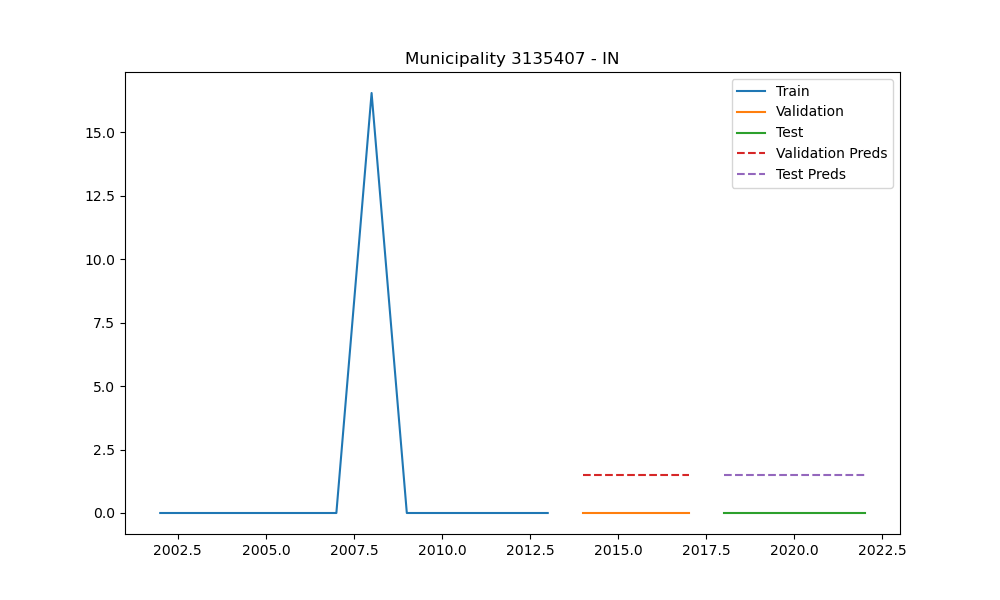 Municipality 3135407 - IN
Train
Validation
Test
Validation Preds
Test Preds
15.0
12.5
10.0
7.5
5.0
2.5
0.0
2002.5 2005.0 2007.5 2010.0 2012.5 2015.0 2017.5 2020.0 2022.5